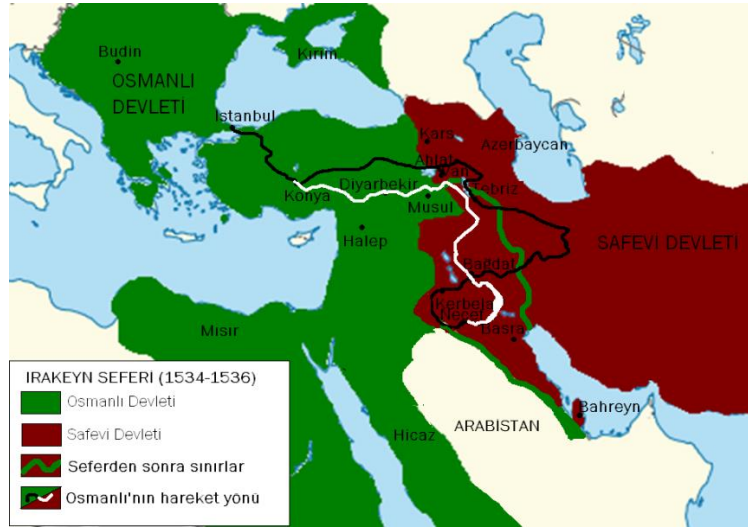 Budin
Kırım
OSMANLI
DEVLETİ
İstanbul
Kars
Azerbaycan
Ahlat
Van
Tebriz
Konya
Diyarbekir
Musul
Halep
SAFEVİ DEVLETİ
Bağdat
Kerbela
Necef
Basra
Mısır
Bahreyn
ARABİSTAN
Hicaz
IRAKEYN SEFERİ (1534-1536)
Osmanlı Devleti
Safevi Devleti
Seferden sonra sınırlar
Osmanlı'nın hareket yönü